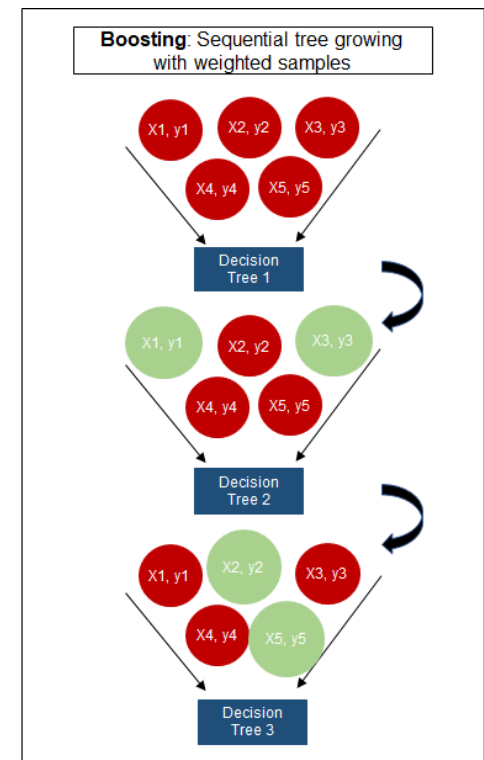 Boosting: Sequential tree growing
with weighted samples
X1, y1
X2, y2
X3, y3
X4, y4
X5, y5
Decision
Tree 1
X1, y1
X2, y2
X3, y3
X4, y4
X5, y5
Decision
Tree 2
X1, y1
X2, y2
X3, y3
X4, y4
X5, y5
Decision
Tree 3